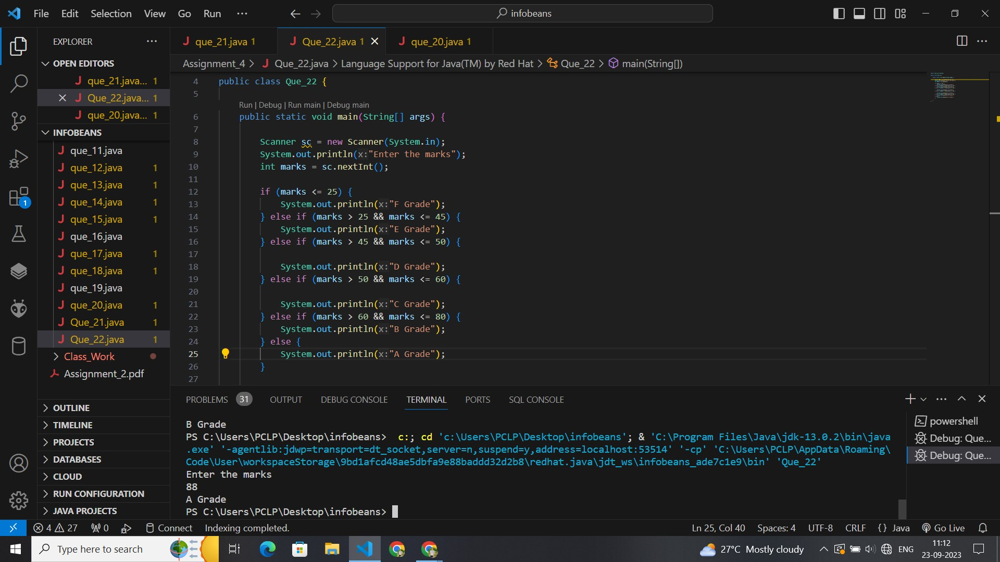 File Edit Selection View Go Run ···
infobeans
EXPLORER
OPEN EDITORS
que_21.java... 1
Que_22.java... 1
que_20.java... 1
INFOBEANS
que_11.java
que_12.java 1
que_13.java 1
que_14.java 1
que_15.java 1
que_16.java
que_17.java 1
que_18.java 1
que_19.java
que_20.java 1
Que_21.java 1
Que_22.java 1
Class_Work
Assignment_2.pdf
OUTLINE
TIMELINE
PROJECTS
DATABASES
CLOUD
RUN CONFIGURATION
JAVA PROJECTS
1
que_21.java 1
Que_22.java 1
que_20.java 1
Assignment_4 > Que_22.java > Language Support for Java(TM) by Red Hat > Que_22 > main(String[])
4 public class Que_22 {
5
Run | Debug | Run main | Debug main
6 public static void main(String[] args) {
7
8 Scanner sc = new Scanner(System.in);
9 System.out.println(x:"Enter the marks");
10 int marks = sc.nextInt();
11
12 if (marks <= 25) {
13 System.out.println(x:"F Grade");
14 } else if (marks > 25 && marks <= 45) {
15 System.out.println(x:"E Grade");
16 } else if (marks > 45 && marks <= 50) {
17
18 System.out.println(x:"D Grade");
19 } else if (marks > 50 && marks <= 60) {
20
21 System.out.println(x:"C Grade");
22 } else if (marks > 60 && marks <= 80) {
23 System.out.println(x:"B Grade");
24 } else {
25 System.out.println(x:"A Grade");
26 }
27
PROBLEMS 31 OUTPUT DEBUG CONSOLE TERMINAL PORTS SQL CONSOLE
B Grade
PS C:\Users\PCLP\Desktop\infobeans>  c:; cd 'c:\Users\PCLP\Desktop\infobeans'; & 'C:\Program Files\Java\jdk-13.0.2\bin\java
.exe' '-agentlib:jdwp=transport=dt_socket,server=n,suspend=y,address=localhost:53514' '-cp' 'C:\Users\PCLP\AppData\Roaming\
Code\User\workspaceStorage\9bd1afcd48ae5dbfa9e88baddd32d2b8\redhat.java\jdt_ws\infobeans_ade7c1e9\bin' 'Que_22'
Enter the marks
88
A Grade
PS C:\Users\PCLP\Desktop\infobeans>
powershell
Debug: Que...
Debug: Que...
4 27 0 Connect Indexing completed. Ln 25, Col 40 Spaces: 4 UTF-8 CRLF {} Java Go Live
Type here to search
27°C Mostly cloudy
ENG
11:12
23-09-2023